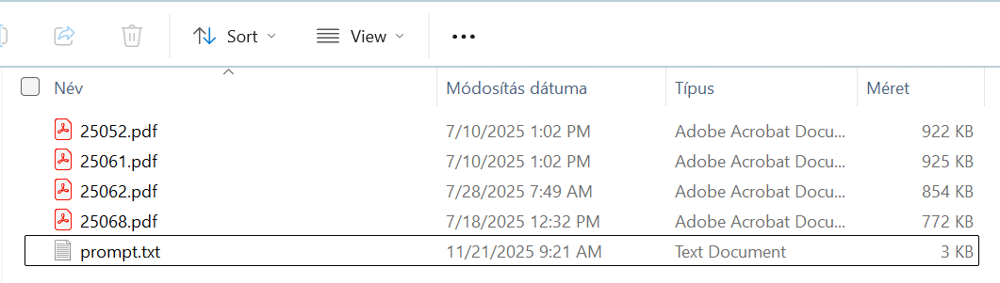 Sort View
Név Módosítás dátuma Típus Méret
25052.pdf 7/10/2025 1:02 PM Adobe Acrobat Docu... 922 KB
25061.pdf 7/10/2025 1:02 PM Adobe Acrobat Docu... 925 KB
25062.pdf 7/28/2025 7:49 AM Adobe Acrobat Docu... 854 KB
25068.pdf 7/18/2025 12:32 PM Adobe Acrobat Docu... 772 KB
prompt.txt 11/21/2025 9:21 AM Text Document 3 KB